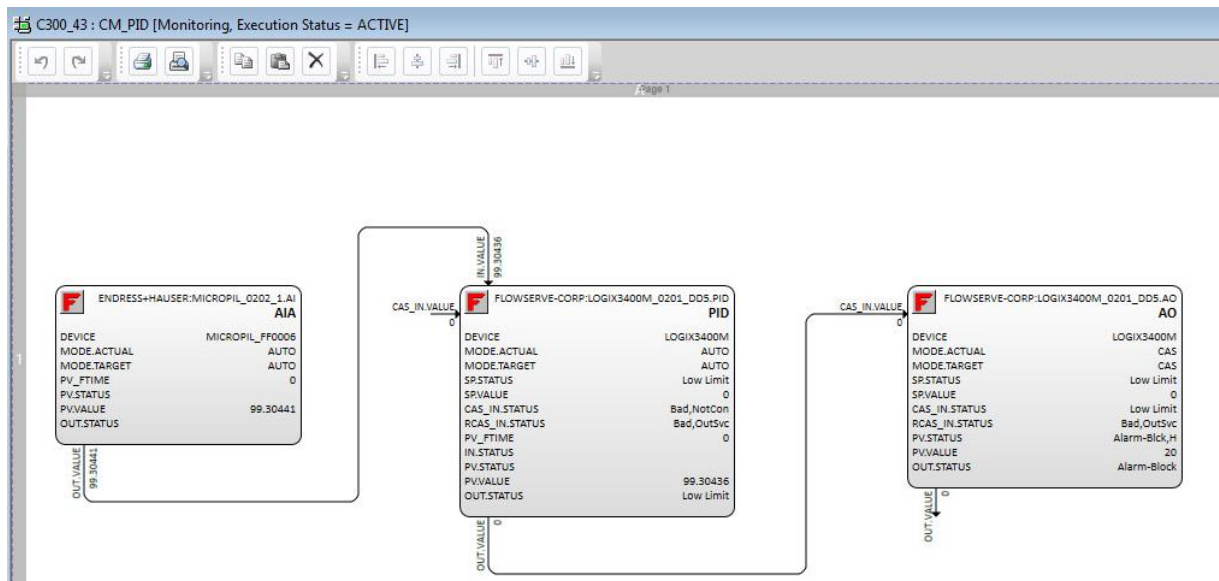 C300_43 : CM_PID [Monitoring, Execution Status = ACTIVE]
Page 1
1
ENDRESS+HAUSER:MICROPIL_0202_1.AI
AIA
DEVICE MICROPIL_FF0006
MODE.ACTUAL AUTO
MODE.TARGET AUTO
PV_FTIME 0
PV.STATUS
PV.VALUE 99.30441
OUT.STATUS
OUT.VALUE
99.30441
IN.VALUE
99.30436
CAS_IN.VALUE
0
FLOWSERVE-CORP:LOGIX3400M_0201_DD5.PID
PID
DEVICE LOGIX3400M
MODE.ACTUAL AUTO
MODE.TARGET AUTO
SP.STATUS Low Limit
SP.VALUE 0
CAS_IN.STATUS Bad,NotCon
RCAS_IN.STATUS Bad,OutSvc
PV_FTIME 0
IN.STATUS
PV.STATUS
PV.VALUE 99.30436
OUT.STATUS Low Limit
OUT.VALUE
0
CAS_IN.VALUE
0
FLOWSERVE-CORP:LOGIX3400M_0201_DD5.AO
AO
DEVICE LOGIX3400M
MODE.ACTUAL CAS
MODE.TARGET CAS
SP.STATUS Low Limit
SP.VALUE 0
CAS_IN.STATUS Low Limit
RCAS_IN.STATUS Bad,OutSvc
PV.STATUS Alarm-Blck,H
PV.VALUE 20
OUT.STATUS Alarm-Block
OUT.VALUE
0